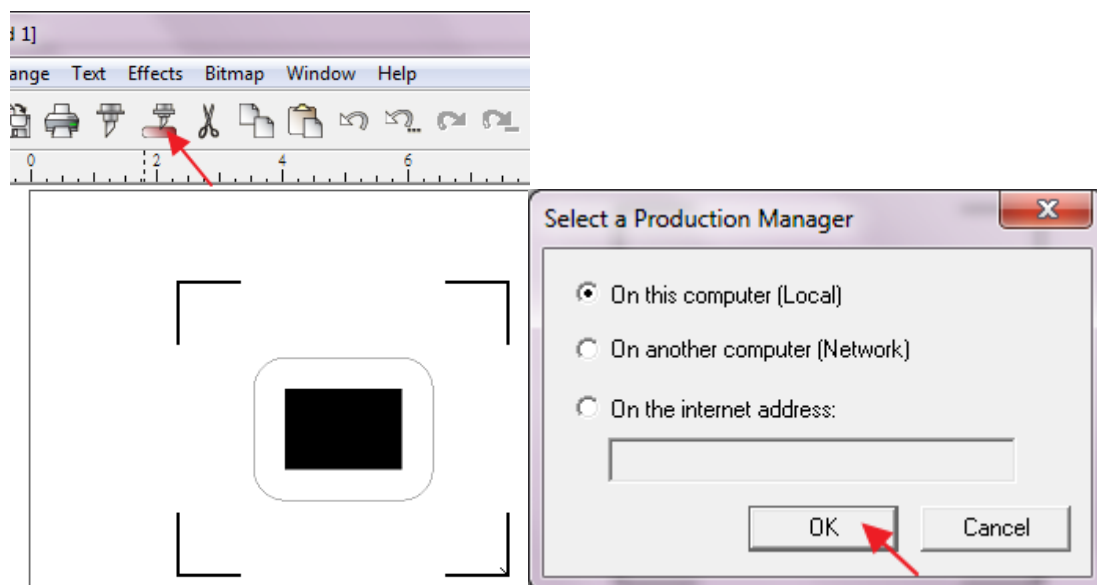 1]
ange Text Effects Bitmap Window Help
0 2 4 6
Select a Production Manager
On this computer (Local)
On another computer (Network)
On the internet address:
OK Cancel